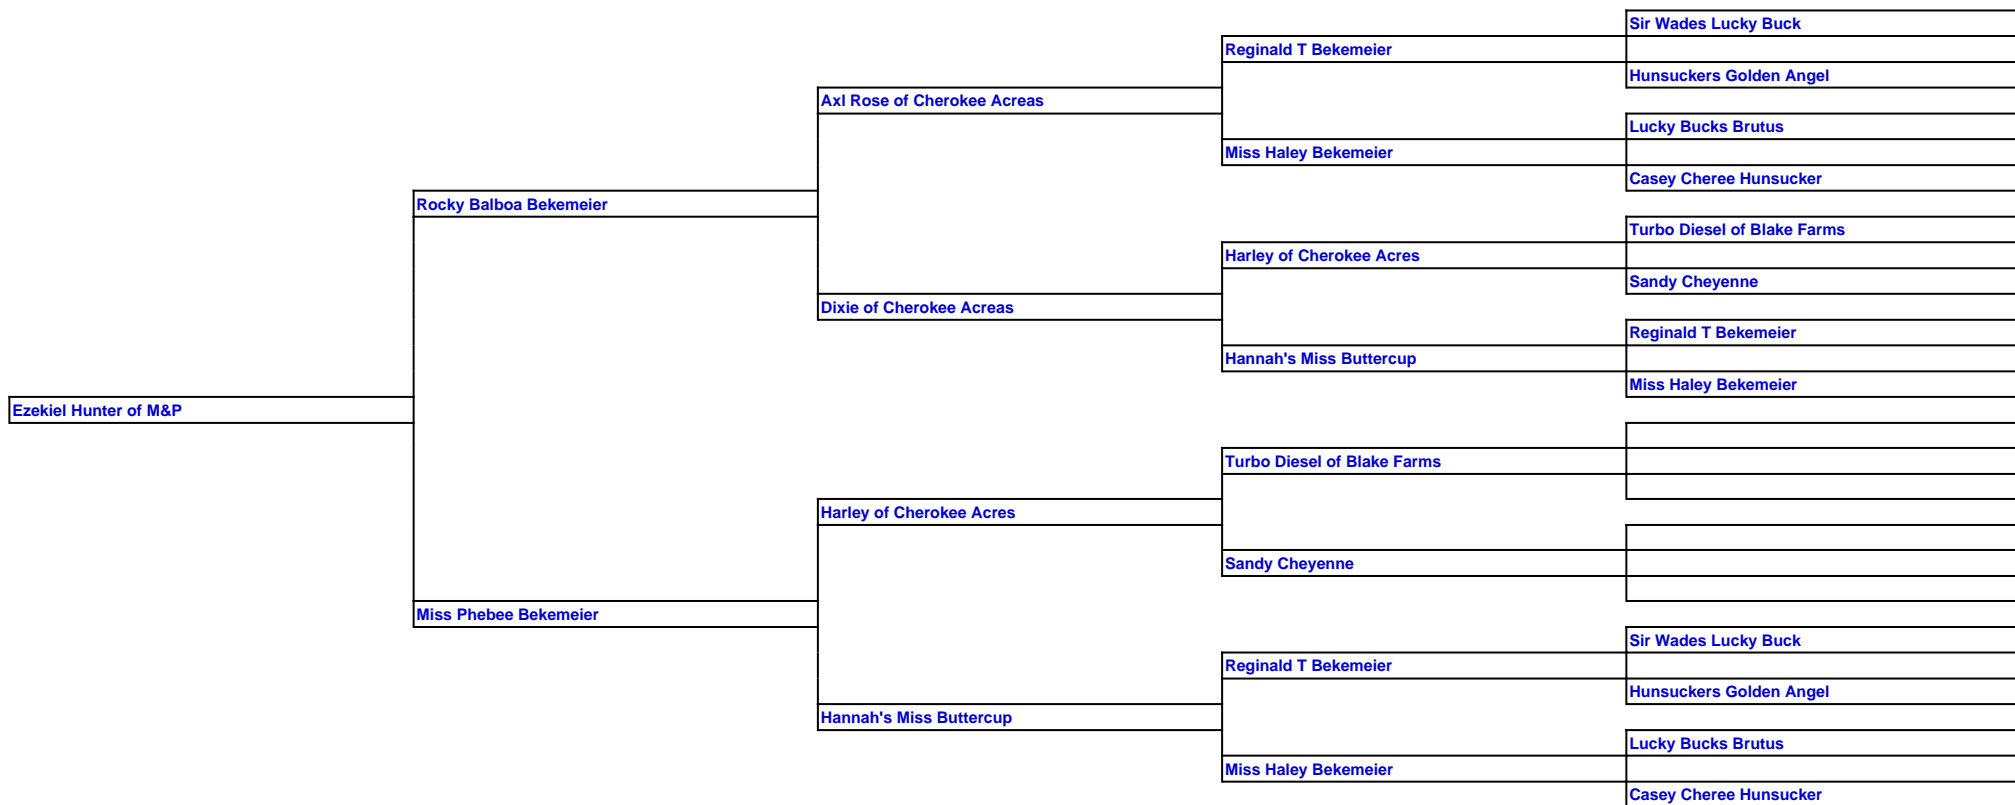 Sir Wades Lucky Buck
Reginald T Bekemeier
Hunsuckers Golden Angel
Axl Rose of Cherokee Acreas
Lucky Bucks Brutus
Miss Haley Bekemeier
Casey Cheree Hunsucker
Rocky Balboa Bekemeier
Turbo Diesel of Blake Farms
Harley of Cherokee Acres
Sandy Cheyenne
Dixie of Cherokee Acreas
Reginald T Bekemeier
Hannah's Miss Buttercup
Miss Haley Bekemeier
Ezekiel Hunter of M&P
Turbo Diesel of Blake Farms
Harley of Cherokee Acres
Sandy Cheyenne
Miss Phebee Bekemeier
Sir Wades Lucky Buck
Reginald T Bekemeier
Hunsuckers Golden Angel
Hannah's Miss Buttercup
Lucky Bucks Brutus
Miss Haley Bekemeier
Casey Cheree Hunsucker